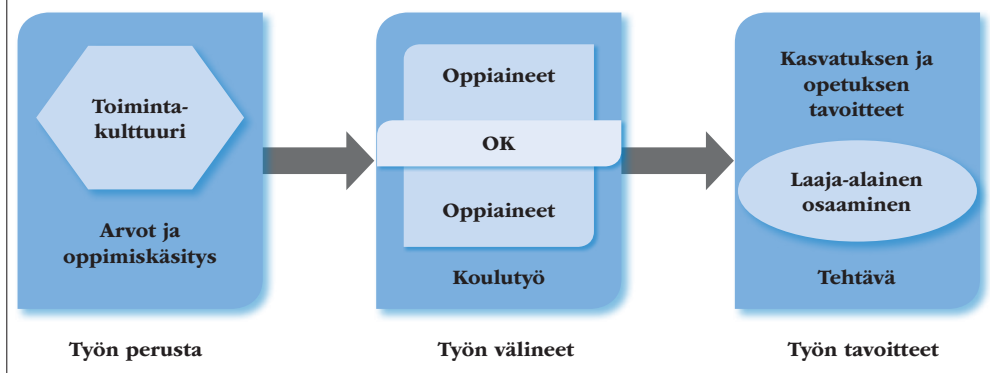 Toiminta-
kulttuuri
Arvot ja
oppimiskäsitys
Työn perusta
Oppiaineet
OK
Oppiaineet
Koulutyö
Työn välineet
Kasvatuksen ja
opetuksen
tavoitteet
Laaja-alainen
osaaminen
Tehtävä
Työn tavoitteet